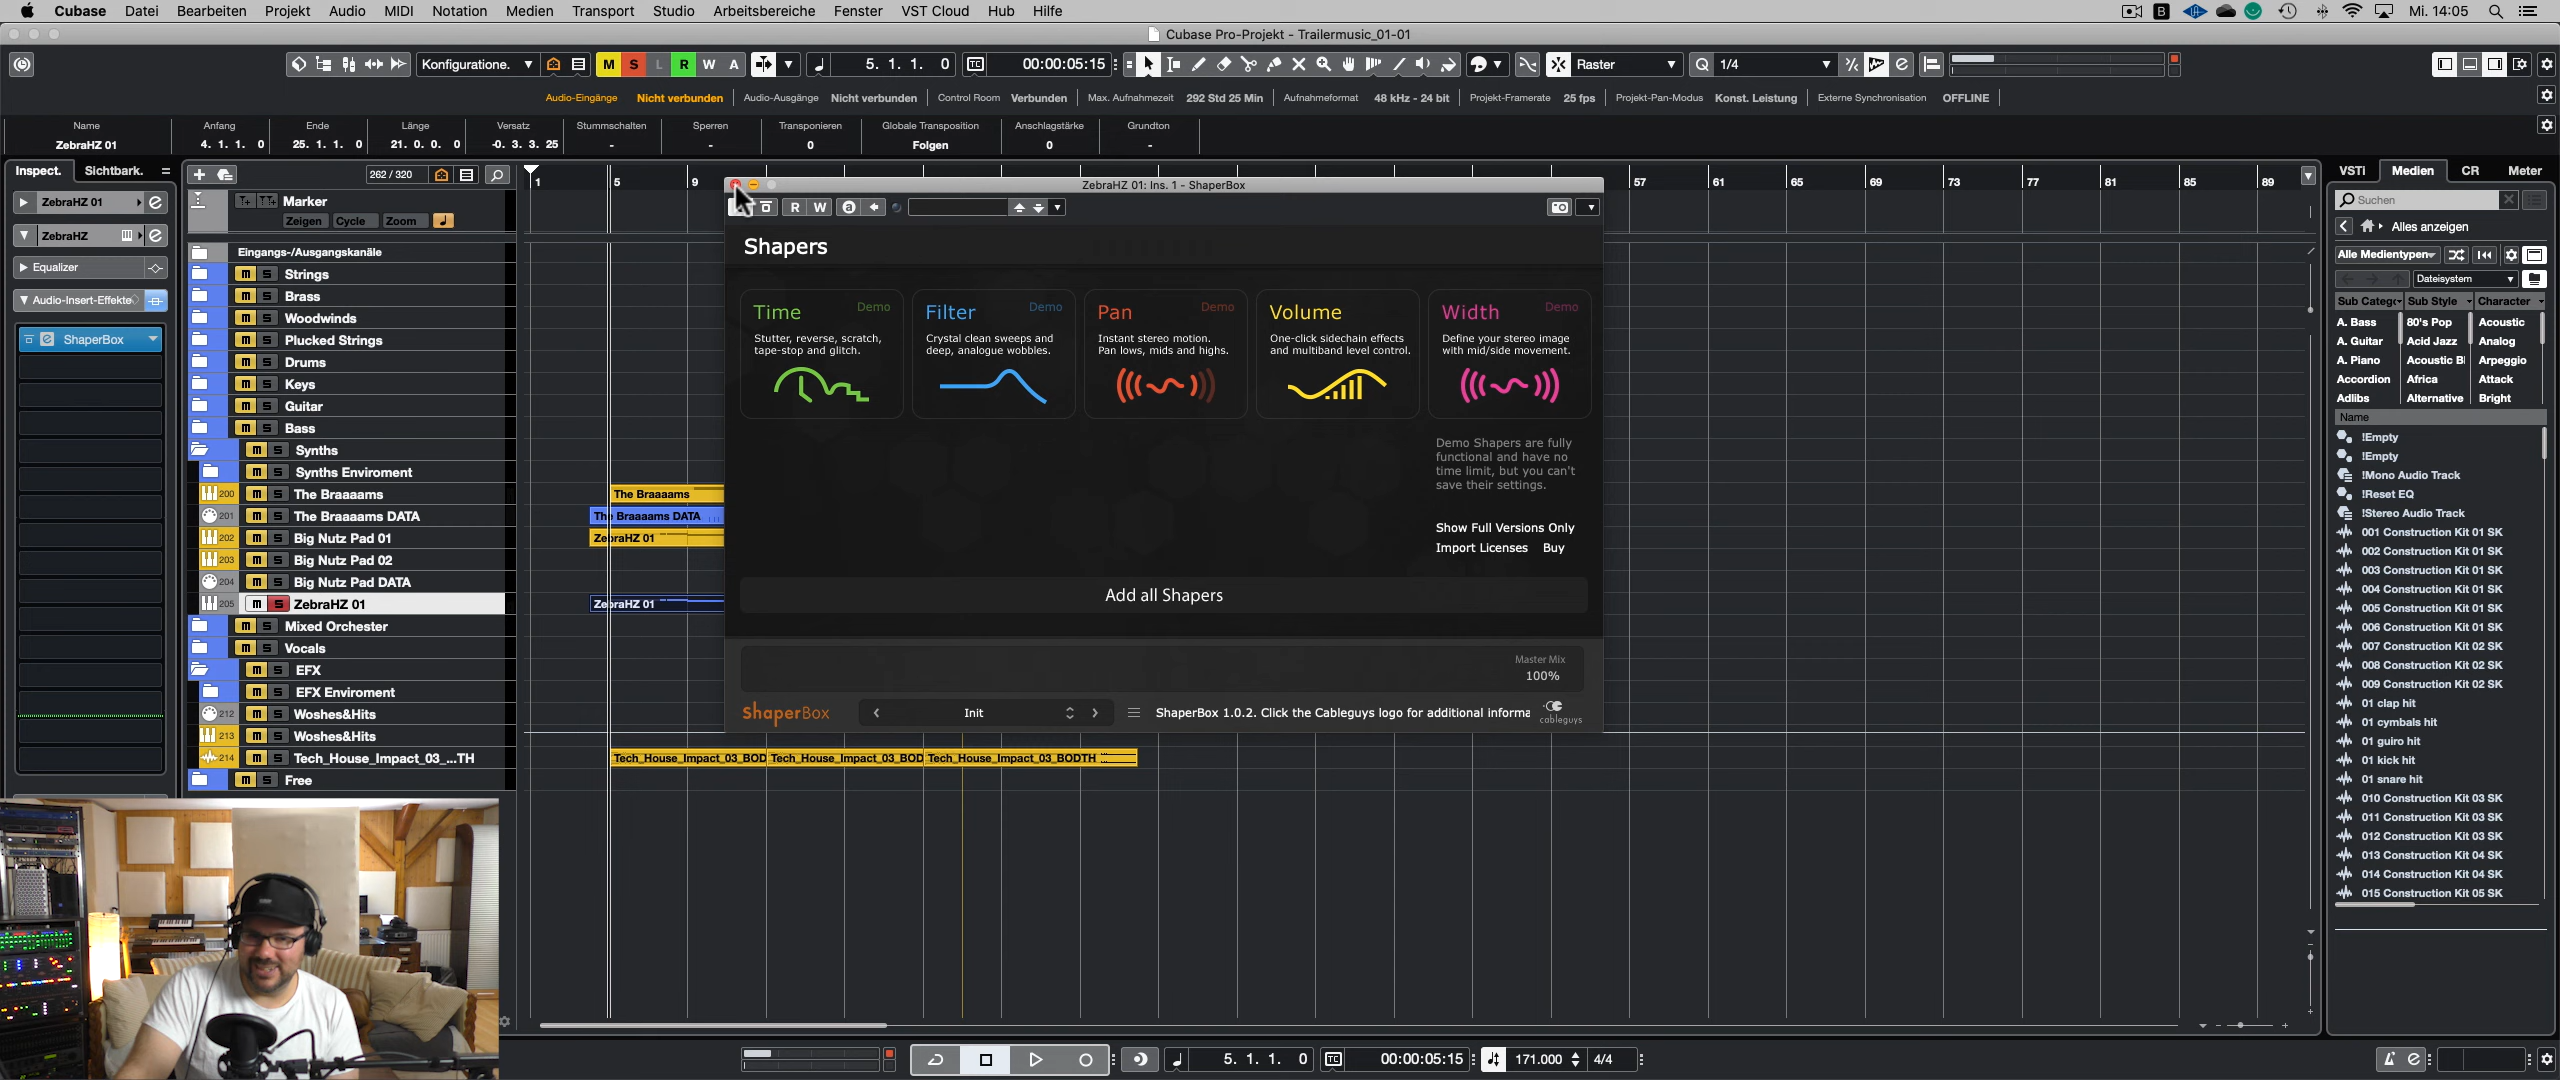 Cubase Datei Bearbeiten Projekt Audio MIDI Notation Medien Transport Studio Arbeitsbereiche Fenster VST Cloud Hub Hilfe Mi. 14:05
Cubase Pro-Projekt - Trailermusic_01-01
Konfiguratione. M S L R W A 5. 1. 1. 0 00:00:05:15 Raster Q 1/4
Audio-Eingänge Nicht verbunden Audio-Ausgänge Nicht verbunden Control Room Verbunden Max. Aufnahmezeit 292 Std 25 Min Aufnahmeformat 48 kHz - 24 bit Projekt-Framerate 25 fps Projekt-Pan-Modus Konst. Leistung Externe Synchronisation OFFLINE
Name Anfang Ende Länge Versatz Stummschalten Sperren Transponieren Globale Transposition Anschlagstärke Grundton
ZebraHZ 01 4. 1. 1. 0 25. 1. 1. 0 21. 0. 0. 0 -0. 3. 3. 25 - - 0 Folgen 0 -
Inspect. Sichtbark.
ZebraHZ 01
ZebraHZ
Equalizer
Audio-Insert-Effekte
ShaperBox
262 / 320
Marker
Zeigen Cycle Zoom
Eingangs-/Ausgangskanäle
m S Strings
m S Brass
m S Woodwinds
m S Plucked Strings
m S Drums
m S Keys
m S Guitar
m S Bass
m S Synths
m S Synths Enviroment
200 m S The Braaaams
201 m S The Braaaams DATA
202 m S Big Nutz Pad 01
203 m S Big Nutz Pad 02
204 m S Big Nutz Pad DATA
205 m S ZebraHZ 01
m S Mixed Orchester
m S Vocals
m S EFX
m S EFX Enviroment
212 m S Woshes&Hits
213 m S Woshes&Hits
214 m S Tech_House_Impact_03_...TH
m S Free
1 5 9 57 61 65 69 73 77 81 85 89
The Braaaams
The Braaaams DATA
ZebraHZ 01
ZebraHZ 01
Tech_House_Impact_03_BOD Tech_House_Impact_03_BOD Tech_House_Impact_03_BODTH
ZebraHZ 01: Ins. 1 - ShaperBox
R W a
Shapers
Time Demo
Stutter, reverse, scratch,
tape-stop and glitch.
Filter Demo
Crystal clean sweeps and
deep, analogue wobbles.
Pan Demo
Instant stereo motion.
Pan lows, mids and highs.
Volume
One-click sidechain effects
and multiband level control.
Width Demo
Define your stereo image
with mid/side movement.
Demo Shapers are fully
functional and have no
time limit, but you can't
save their settings.
Show Full Versions Only
Import Licenses Buy
Add all Shapers
Master Mix
100%
ShaperBox Init ShaperBox 1.0.2. Click the Cableguys logo for additional informa
cableguys
VSTi Medien CR Meter
Suchen
Alles anzeigen
Alle Medientypen
Dateisystem
Sub Categ Sub Style Character
A. Bass 80's Pop Acoustic
A. Guitar Acid Jazz Analog
A. Piano Acoustic Bl Arpeggio
Accordion Africa Attack
Adlibs Alternative Bright
Name
!Empty
!Empty
!Mono Audio Track
!Reset EQ
!Stereo Audio Track
001 Construction Kit 01 SK
002 Construction Kit 01 SK
003 Construction Kit 01 SK
004 Construction Kit 01 SK
005 Construction Kit 01 SK
006 Construction Kit 01 SK
007 Construction Kit 02 SK
008 Construction Kit 02 SK
009 Construction Kit 02 SK
01 clap hit
01 cymbals hit
01 guiro hit
01 kick hit
01 snare hit
010 Construction Kit 03 SK
011 Construction Kit 03 SK
012 Construction Kit 03 SK
013 Construction Kit 04 SK
014 Construction Kit 04 SK
015 Construction Kit 05 SK
5. 1. 1. 0 00:00:05:15 171.000 4/4